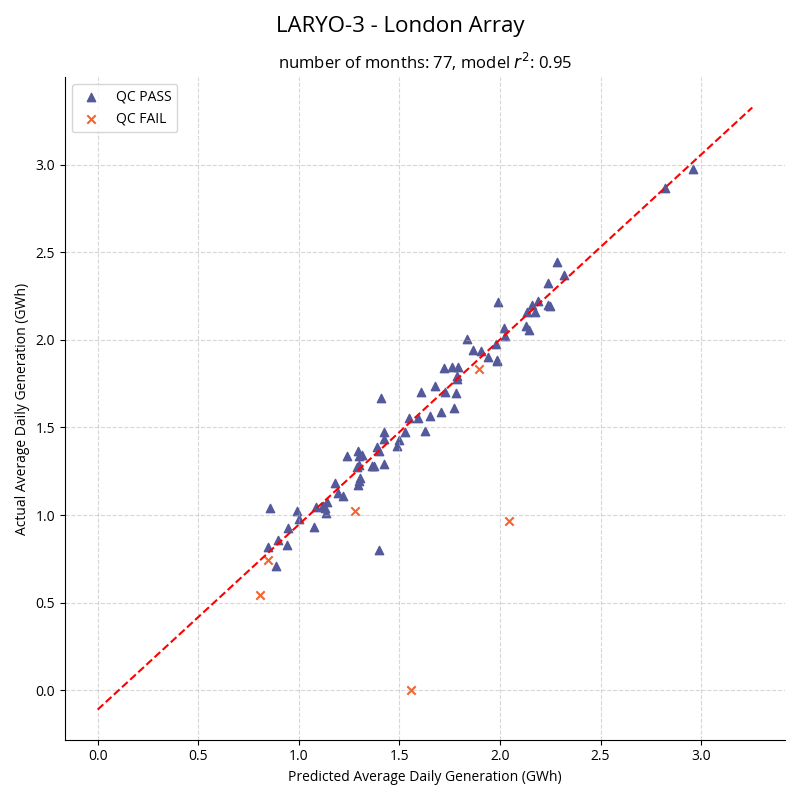 LARYO-3 - London Array
number of months: 77, model r²: 0.95
QC PASS
QC FAIL
Actual Average Daily Generation (GWh)
3.0
2.5
2.0
1.5
1.0
0.5
0.0
0.0 0.5 1.0 1.5 2.0 2.5 3.0
Predicted Average Daily Generation (GWh)